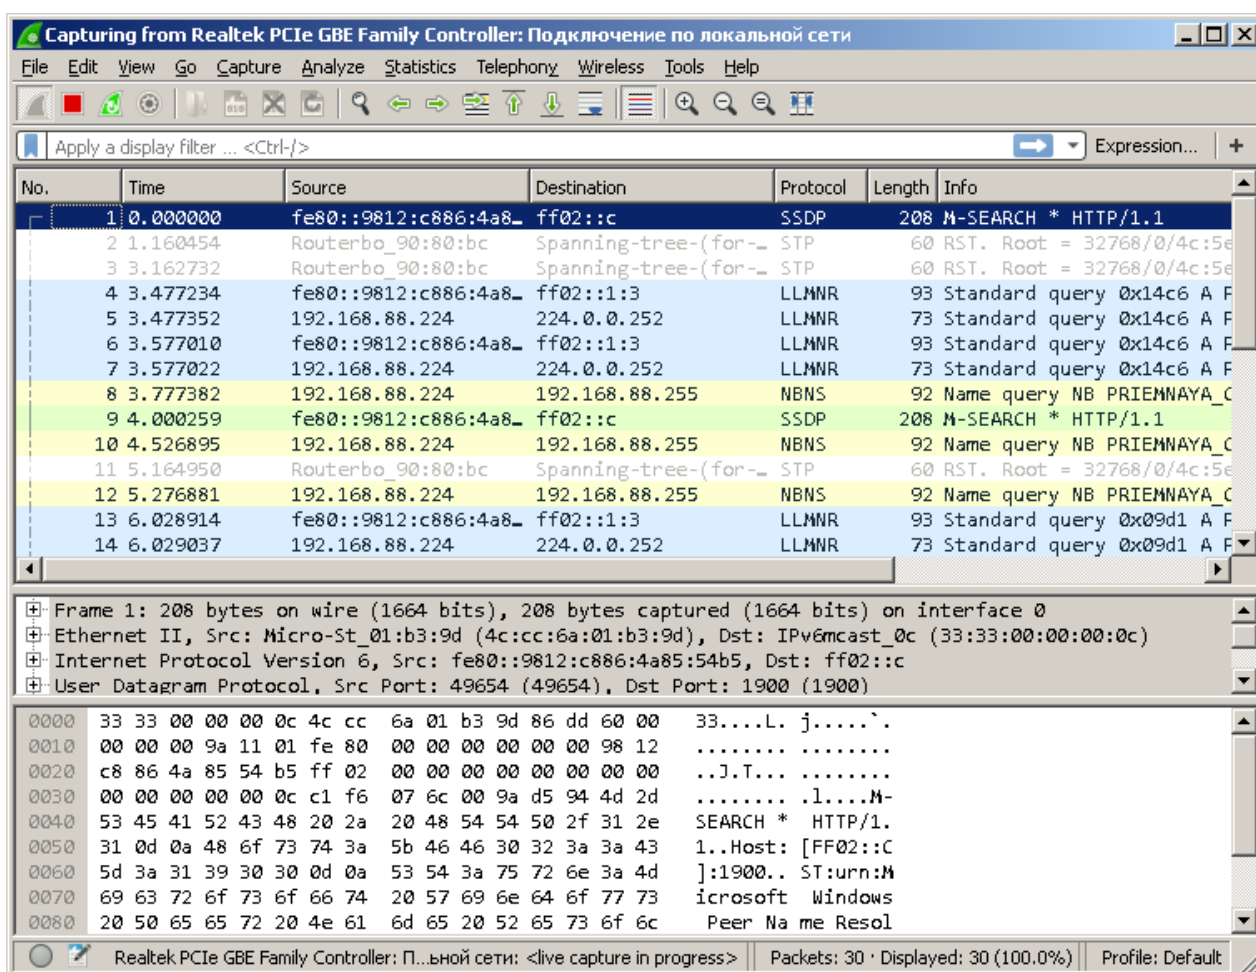 Capturing from Realtek PCIe GBE Family Controller: Подключение по локальной сети
File Edit View Go Capture Analyze Statistics Telephony Wireless Tools Help
Apply a display filter ... <Ctrl-/> Expression... +
No. Time Source Destination Protocol Length Info
1 0.000000 fe80::9812:c886:4a8… ff02::c SSDP 208 M-SEARCH * HTTP/1.1
2 1.160454 Routerbo_90:80:bc Spanning-tree-(for-… STP 60 RST. Root = 32768/0/4c:5e
3 3.162732 Routerbo_90:80:bc Spanning-tree-(for-… STP 60 RST. Root = 32768/0/4c:5e
4 3.477234 fe80::9812:c886:4a8… ff02::1:3 LLMNR 93 Standard query 0x14c6 A
5 3.477352 192.168.88.224 224.0.0.252 LLMNR 73 Standard query 0x14c6 A
6 3.577010 fe80::9812:c886:4a8… ff02::1:3 LLMNR 93 Standard query 0x14c6 A
7 3.577022 192.168.88.224 224.0.0.252 LLMNR 73 Standard query 0x14c6 A
8 3.777382 192.168.88.224 192.168.88.255 NBNS 92 Name query NB PRIEMNAYA_
9 4.000259 fe80::9812:c886:4a8… ff02::c SSDP 208 M-SEARCH * HTTP/1.1
10 4.526895 192.168.88.224 192.168.88.255 NBNS 92 Name query NB PRIEMNAYA_
11 5.164950 Routerbo_90:80:bc Spanning-tree-(for-… STP 60 RST. Root = 32768/0/4c:5e
12 5.276881 192.168.88.224 192.168.88.255 NBNS 92 Name query NB PRIEMNAYA_
13 6.028914 fe80::9812:c886:4a8… ff02::1:3 LLMNR 93 Standard query 0x09d1 A
14 6.029037 192.168.88.224 224.0.0.252 LLMNR 73 Standard query 0x09d1 A
Frame 1: 208 bytes on wire (1664 bits), 208 bytes captured (1664 bits) on interface 0
Ethernet II, Src: Micro-St_01:b3:9d (4c:cc:6a:01:b3:9d), Dst: IPv6mcast_0c (33:33:00:00:00:0c)
Internet Protocol Version 6, Src: fe80::9812:c886:4a85:54b5, Dst: ff02::c
User Datagram Protocol, Src Port: 49654 (49654), Dst Port: 1900 (1900)
0000 33 33 00 00 00 0c 4c cc 6a 01 b3 9d 86 dd 60 00 33....L. j.....`.
0010 00 00 00 9a 11 01 fe 80 00 00 00 00 00 00 98 12 ........ ........
0020 c8 86 4a 85 54 b5 ff 02 00 00 00 00 00 00 00 00 ..J.T... ........
0030 00 00 00 00 00 0c c1 f6 07 6c 00 9a d5 94 4d 2d ........ .l....M-
0040 53 45 41 52 43 48 20 2a 20 48 54 54 50 2f 31 2e SEARCH * HTTP/1.
0050 31 0d 0a 48 6f 73 74 3a 5b 46 46 30 32 3a 3a 43 1..Host: [FF02::C
0060 5d 3a 31 39 30 30 0d 0a 53 54 3a 75 72 6e 3a 4d ]:1900.. ST:urn:M
0070 69 63 72 6f 73 6f 66 74 20 57 69 6e 64 6f 77 73 icrosoft Windows
0080 20 50 65 65 72 20 4e 61 6d 65 20 52 65 73 6f 6c Peer Na me Resol
Realtek PCIe GBE Family Controller: П...ьной сети: <live capture in progress> Packets: 30 · Displayed: 30 (100.0%) Profile: Default